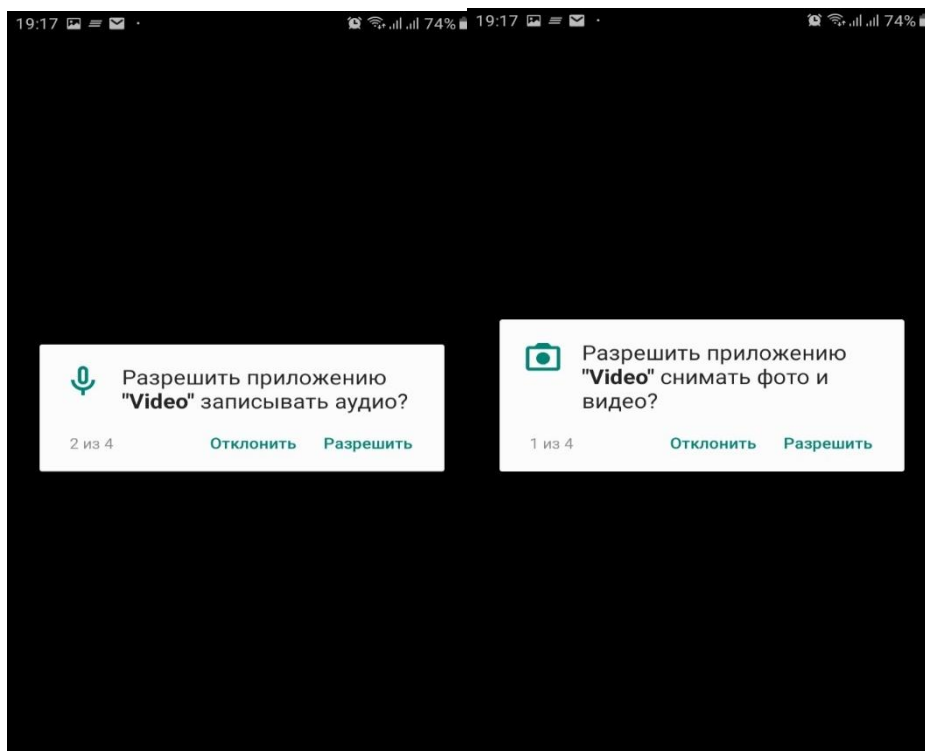 19:17
74%
Разрешить приложению
"Video" записывать аудио?
2 из 4
Отклонить
Разрешить
19:17
74%
Разрешить приложению
"Video" снимать фото и
видео?
1 из 4
Отклонить
Разрешить